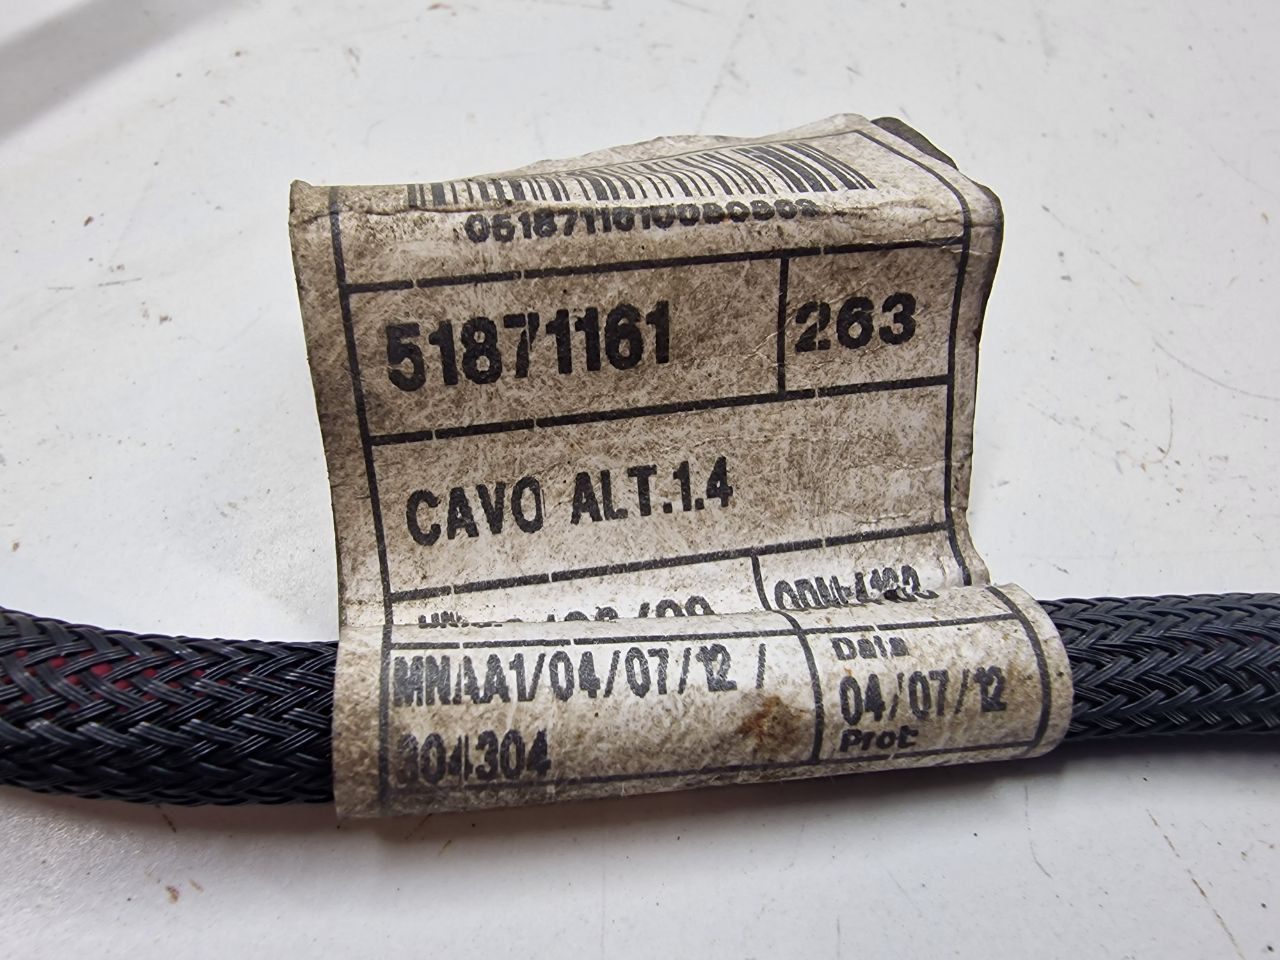 51871161 263
CAVO ALT.1.4
MNAA1/04/07/12 /
304304
Data
04/07/12
Prot: